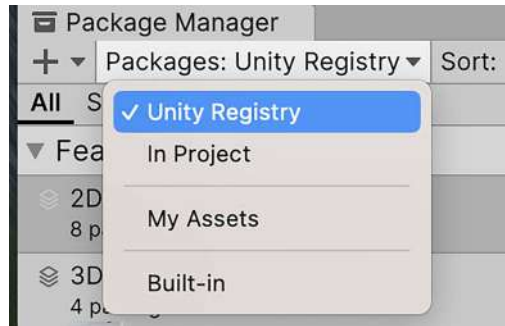 Package Manager
+ Packages: Unity Registry Sort:
All S
✓ Unity Registry
Fea
In Project
2D
8 p
My Assets
3D
Built-in
4 p